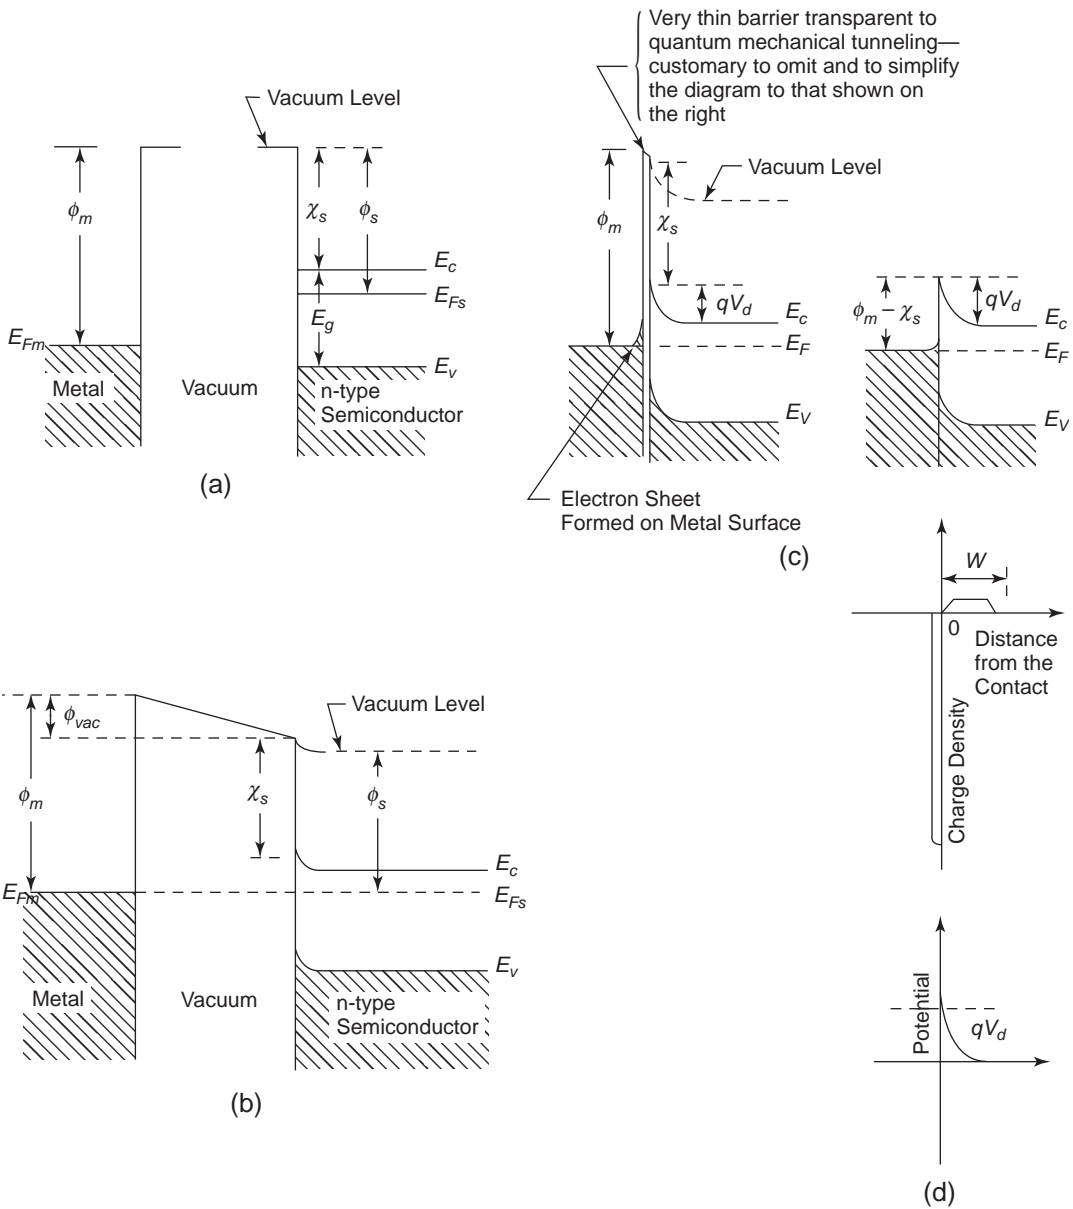 Vacuum Level
ϕm
χs
ϕs
Ec
EFs
Eg
EFm
Ev
Metal
Vacuum
n-type
Semiconductor
(a)
Very thin barrier transparent to
quantum mechanical tunneling—
customary to omit and to simplify
the diagram to that shown on
the right
Vacuum Level
ϕm
χs
qVd
Ec
EF
EV
Electron Sheet
Formed on Metal Surface
ϕm – χs
qVd
Ec
EF
EV
(c)
ϕvac
Vacuum Level
ϕm
χs
ϕs
Ec
EFm
EFs
Ev
Metal
Vacuum
n-type
Semiconductor
(b)
W
0
Distance
from the
Contact
Charge Density
Potential
qVd
(d)